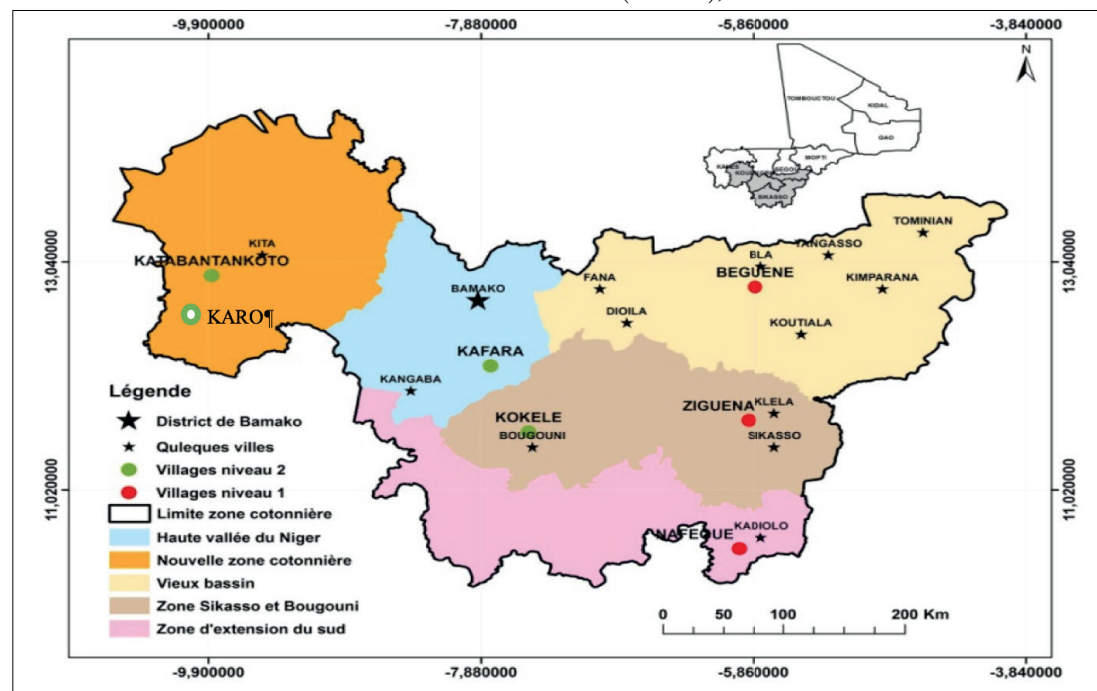 -9,900000 -7,880000 -5,860000 -3,840000
N
TOMBOUCTOU
KIDAL
GAO
MOPTI
SEGOU
KAYES
SIKASSO
TOMINIAN
KITA
YANGASSO
KATABANTANKOTO
BLA
13,040000 13,040000
BEGUENE
FANA
KIMPARANA
BAMAKO
KARO¶
DIOILA
KOUTIALA
KAFARA
KANGABA
Légende
ZIGUENA
KLELA
KOKELE
District de Bamako
BOUGOUNI
SIKASSO
Quleques villes
Villages niveau 2
Villages niveau 1
11,020000 11,020000
Limite zone cotonnière
KADIOLO
NAFEQUE
Haute vallée du Niger
Nouvelle zone cotonnière
Vieux bassin
Zone Sikasso et Bougouni
Zone d'extension du sud
0 50 100 200 Km
-9,900000 -7,880000 -5,860000 -3,840000